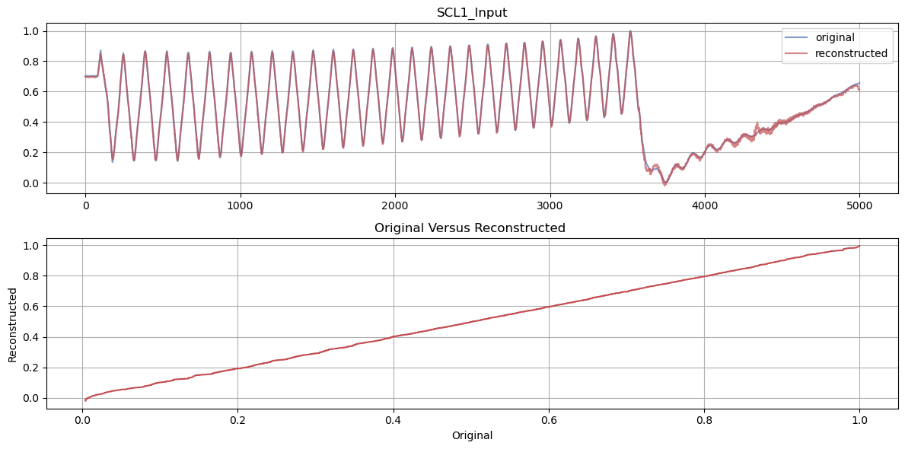 SCL1_Input
1.0
0.8
0.6
0.4
0.2
0.0
original
reconstructed
0 1000 2000 3000 4000 5000
Original Versus Reconstructed
1.0
0.8
0.6
0.4
0.2
0.0
Reconstructed
0.0 0.2 0.4 0.6 0.8 1.0
Original